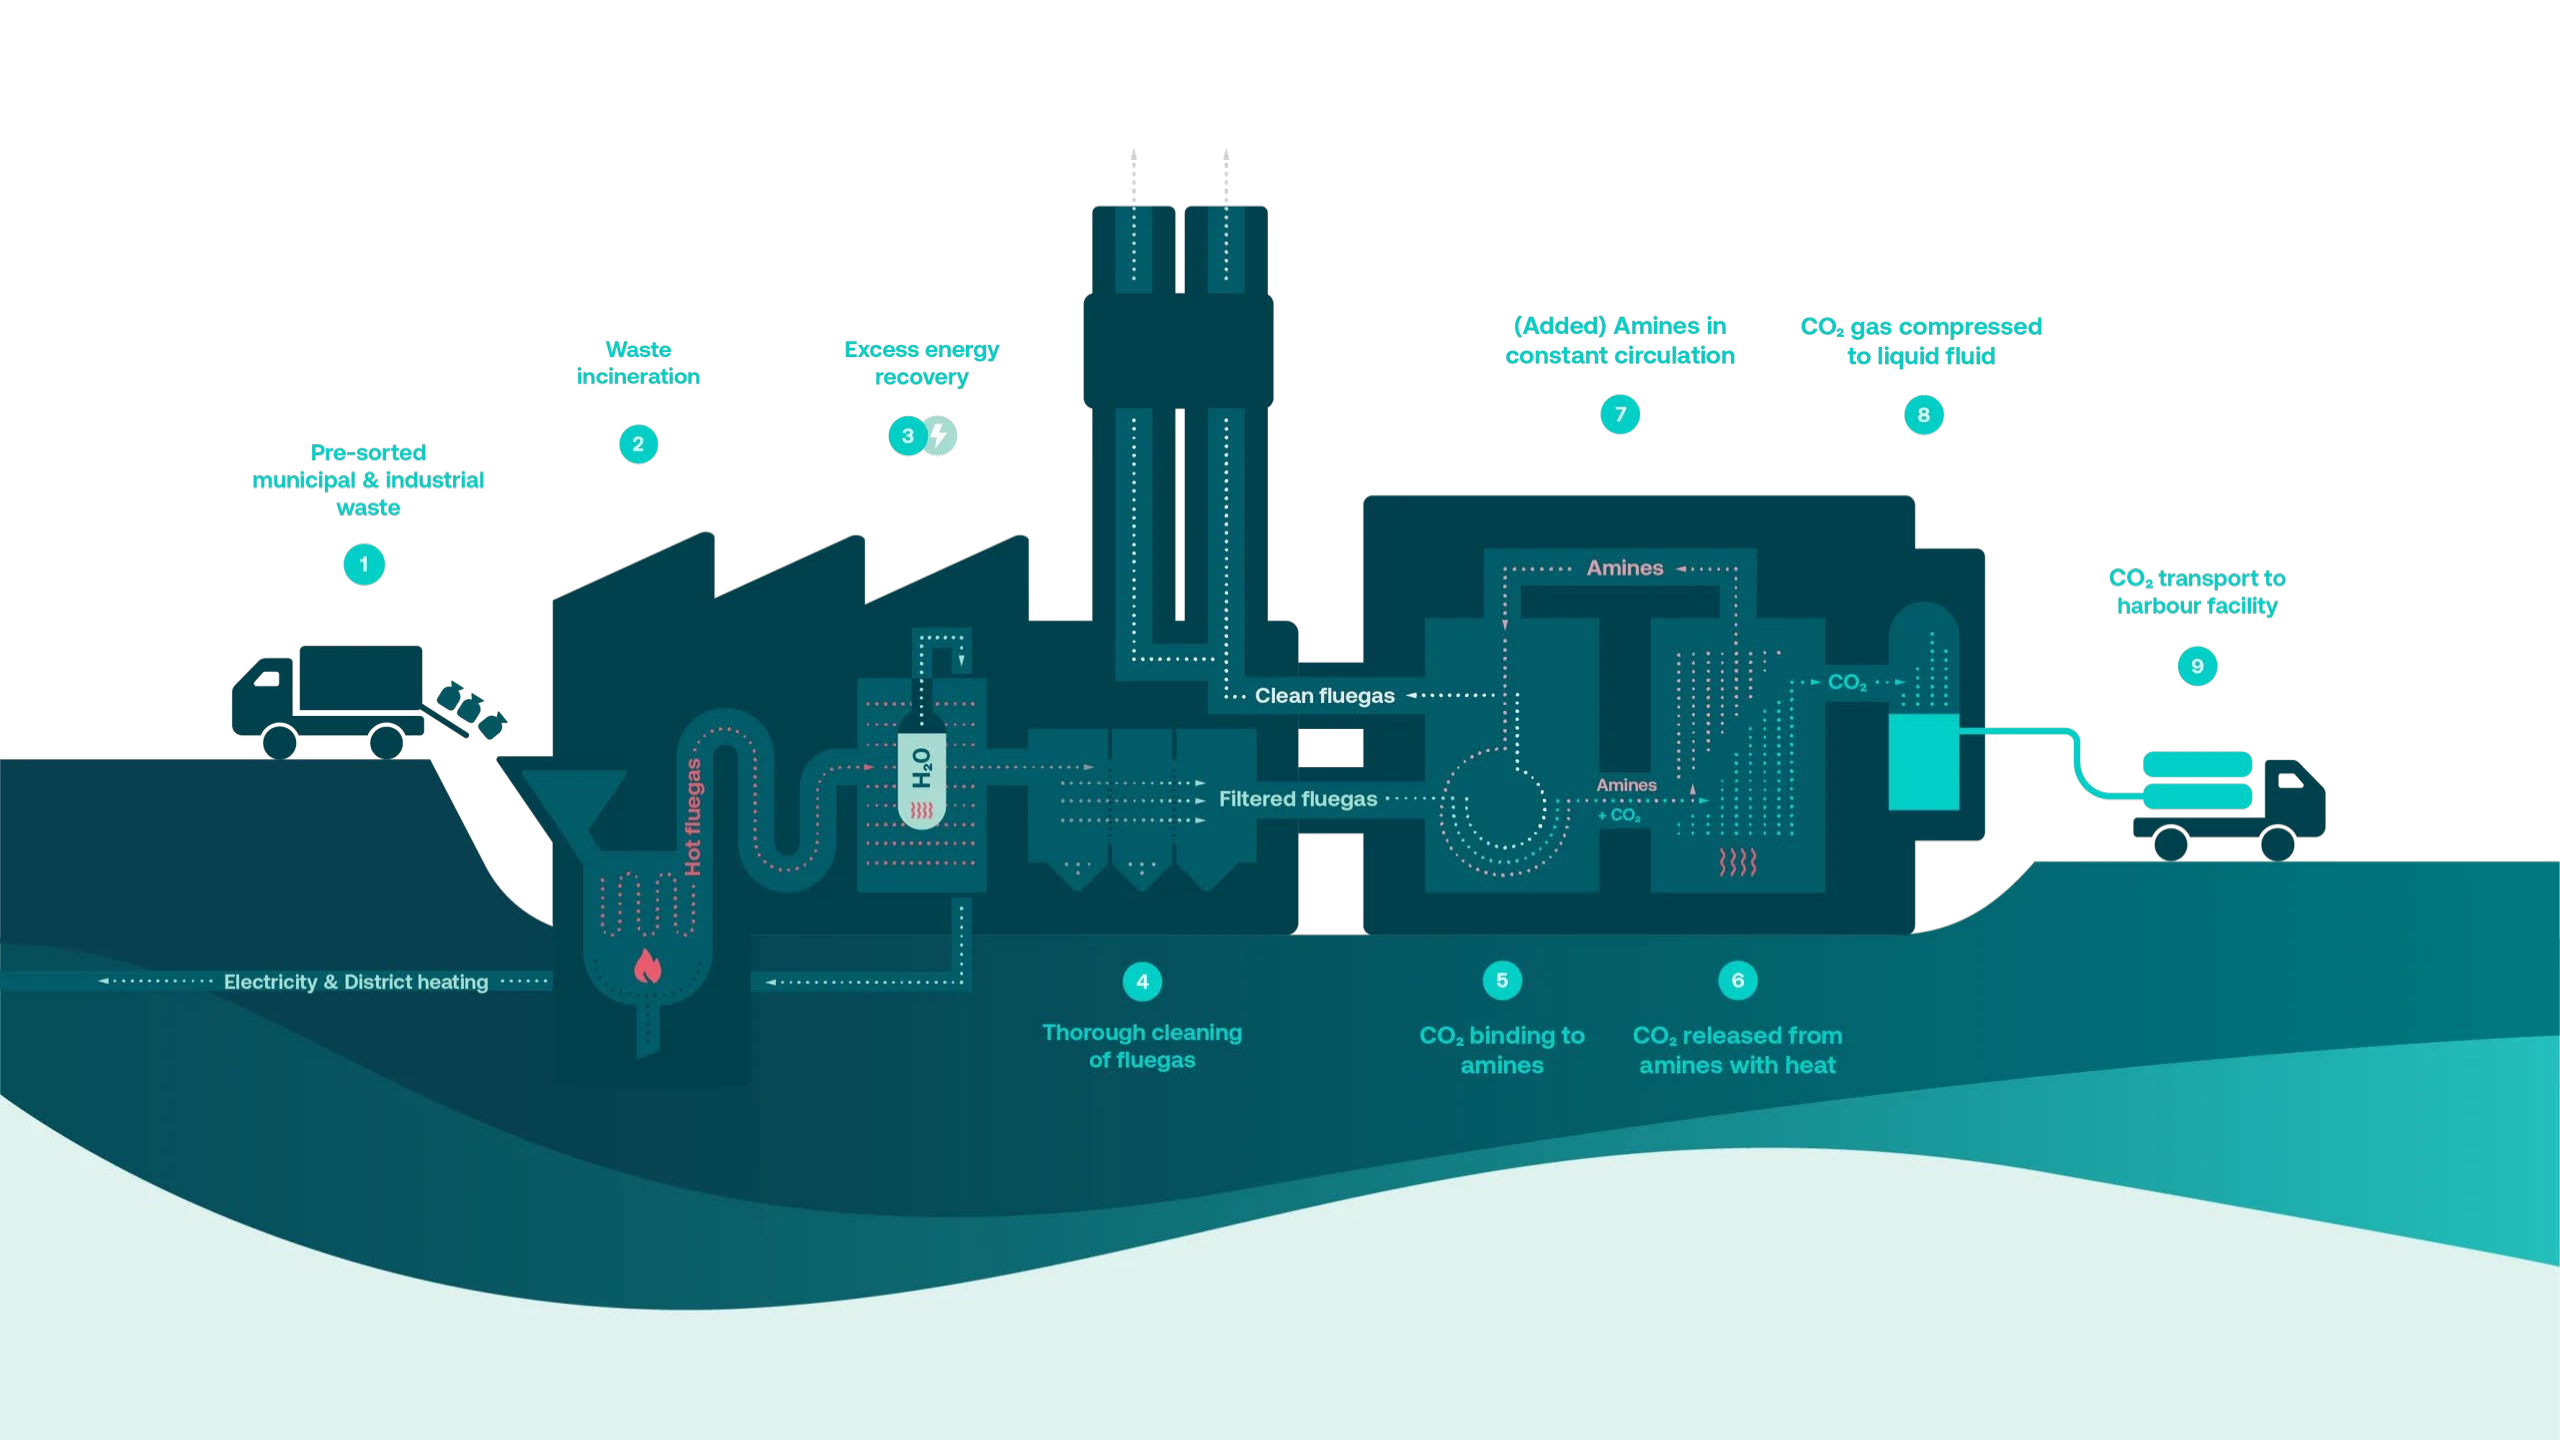 Pre-sorted
municipal & industrial
waste
1
Waste
incineration
2
Excess energy
recovery
3
(Added) Amines in
constant circulation
7
CO₂ gas compressed
to liquid fluid
8
CO₂ transport to
harbour facility
9
Amines
Clean fluegas
CO₂
H₂O
Hot fluegas
Filtered fluegas
Amines
+ CO₂
Electricity & District heating
4
Thorough cleaning
of fluegas
5
CO₂ binding to
amines
6
CO₂ released from
amines with heat